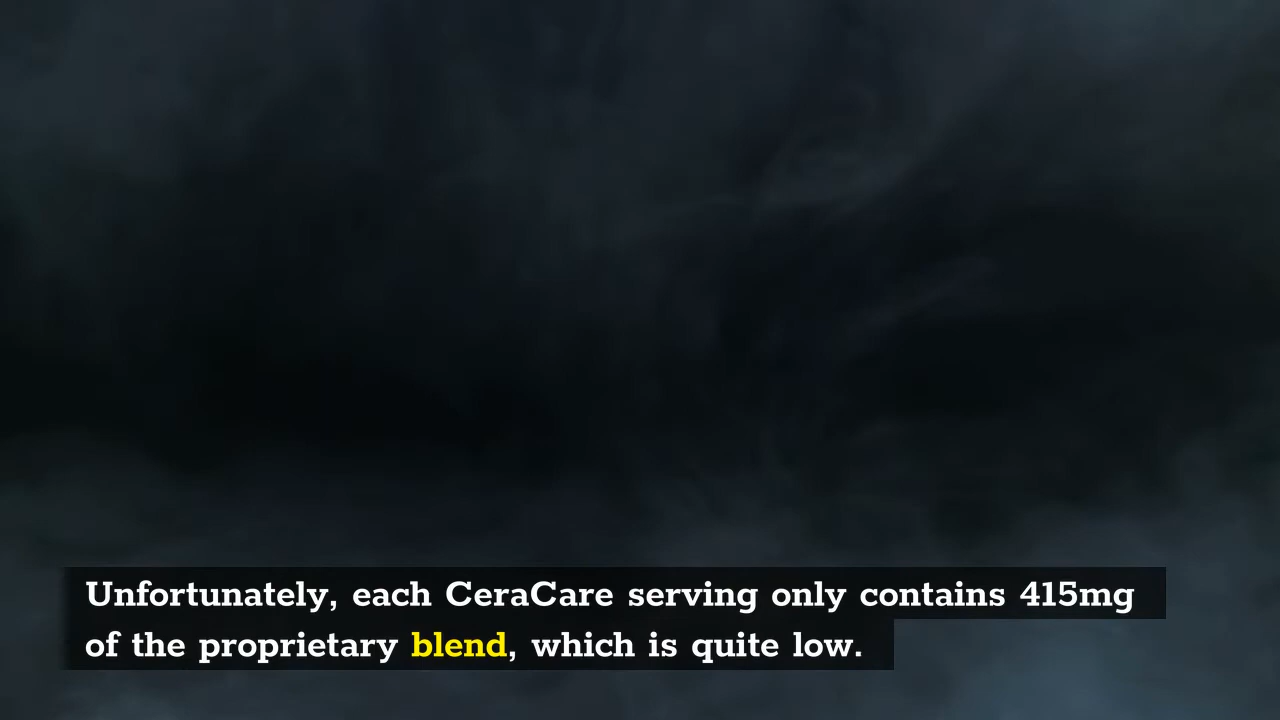 Unfortunately, each CeraCare serving only contains 415mg
of the proprietary blend, which is quite low.